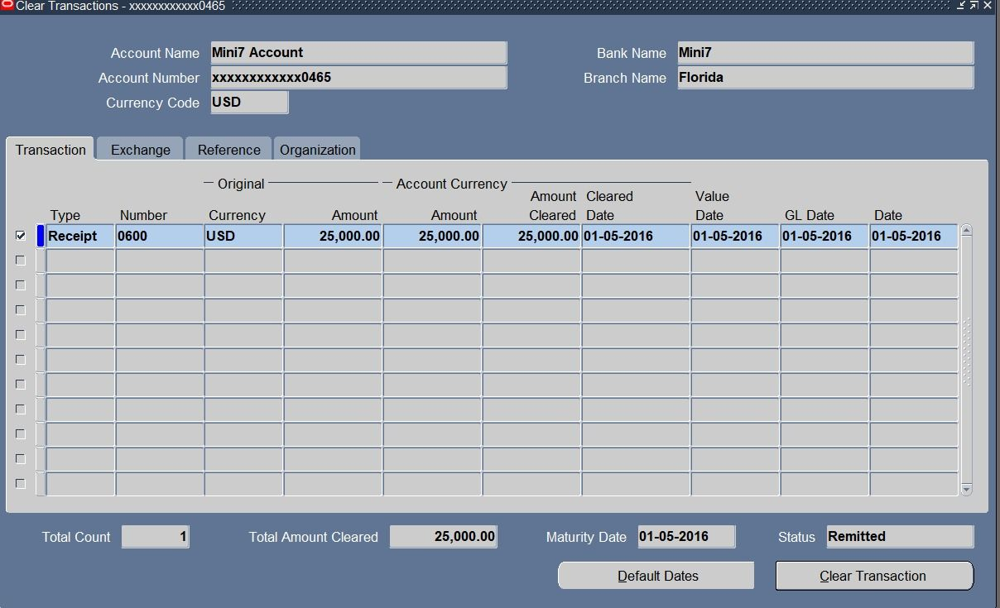 Clear Transactions - xxxxxxxxxxxx0465
Account Name Mini7 Account Bank Name Mini7
Account Number xxxxxxxxxxxx0465 Branch Name Florida
Currency Code USD
Transaction Exchange Reference Organization
Original Account Currency
Amount Cleared Value
Type Number Currency Amount Amount Cleared Date Date GL Date Date
Receipt 0600 USD 25,000.00 25,000.00 25,000.00 01-05-2016 01-05-2016 01-05-2016 01-05-2016
Total Count 1 Total Amount Cleared 25,000.00 Maturity Date 01-05-2016 Status Remitted
Default Dates Clear Transaction